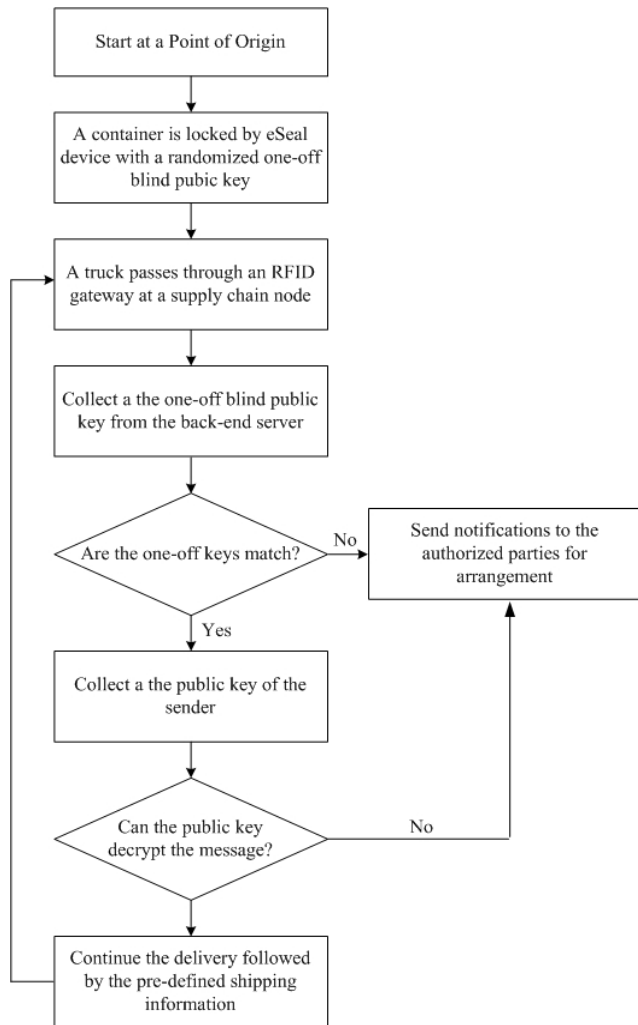 Start at a Point of Origin
A container is locked by eSeal
device with a randomized one-off
blind pubic key
A truck passes through an RFID
gateway at a supply chain node
Collect a the one-off blind public
key from the back-end server
Are the one-off keys match?
No
Send notifications to the
authorized parties for
arrangement
Yes
Collect a the public key of the
sender
Can the public key
decrypt the message?
No
Continue the delivery followed
by the pre-defined shipping
information